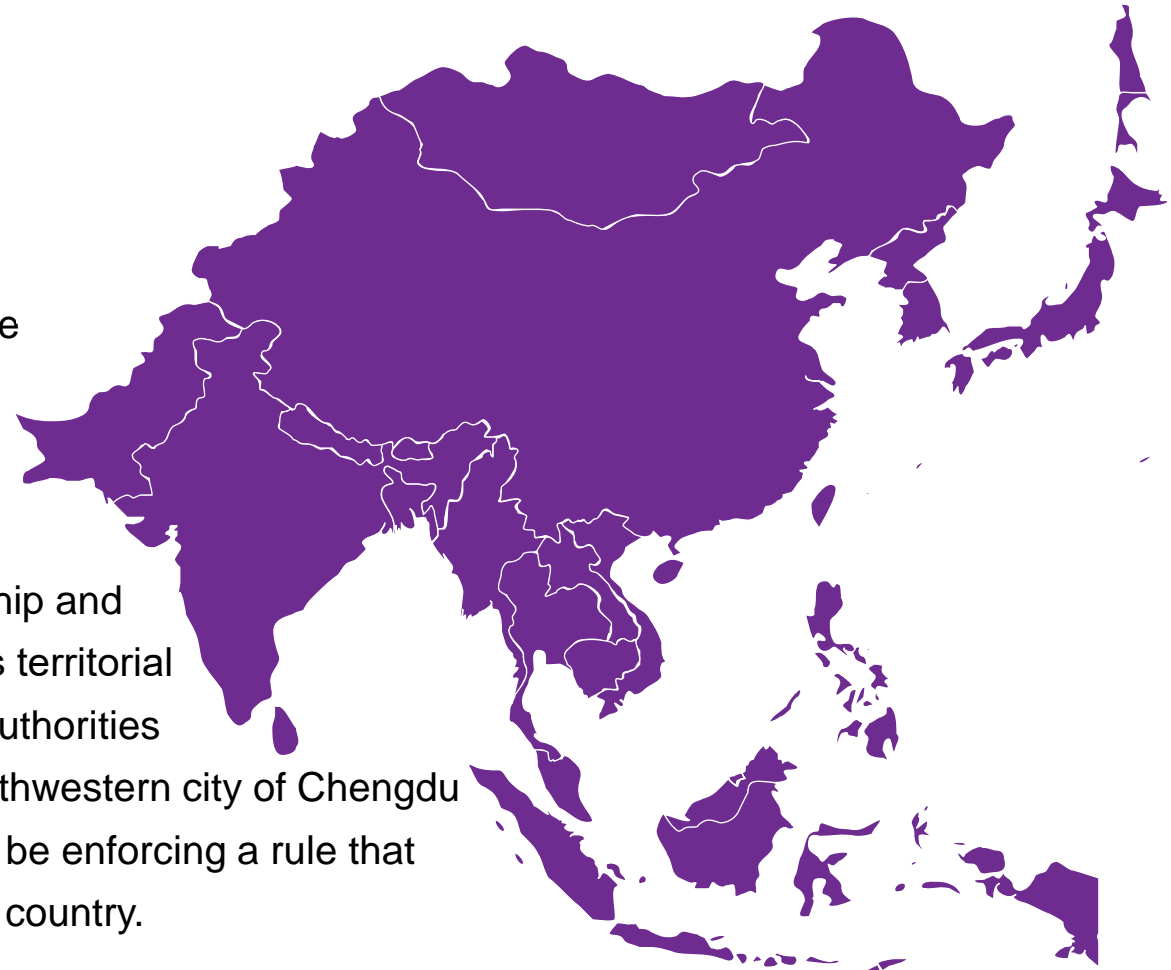 e
hip and
s territorial
uthorities
thwestern city of Chengdu
be enforcing a rule that
country.